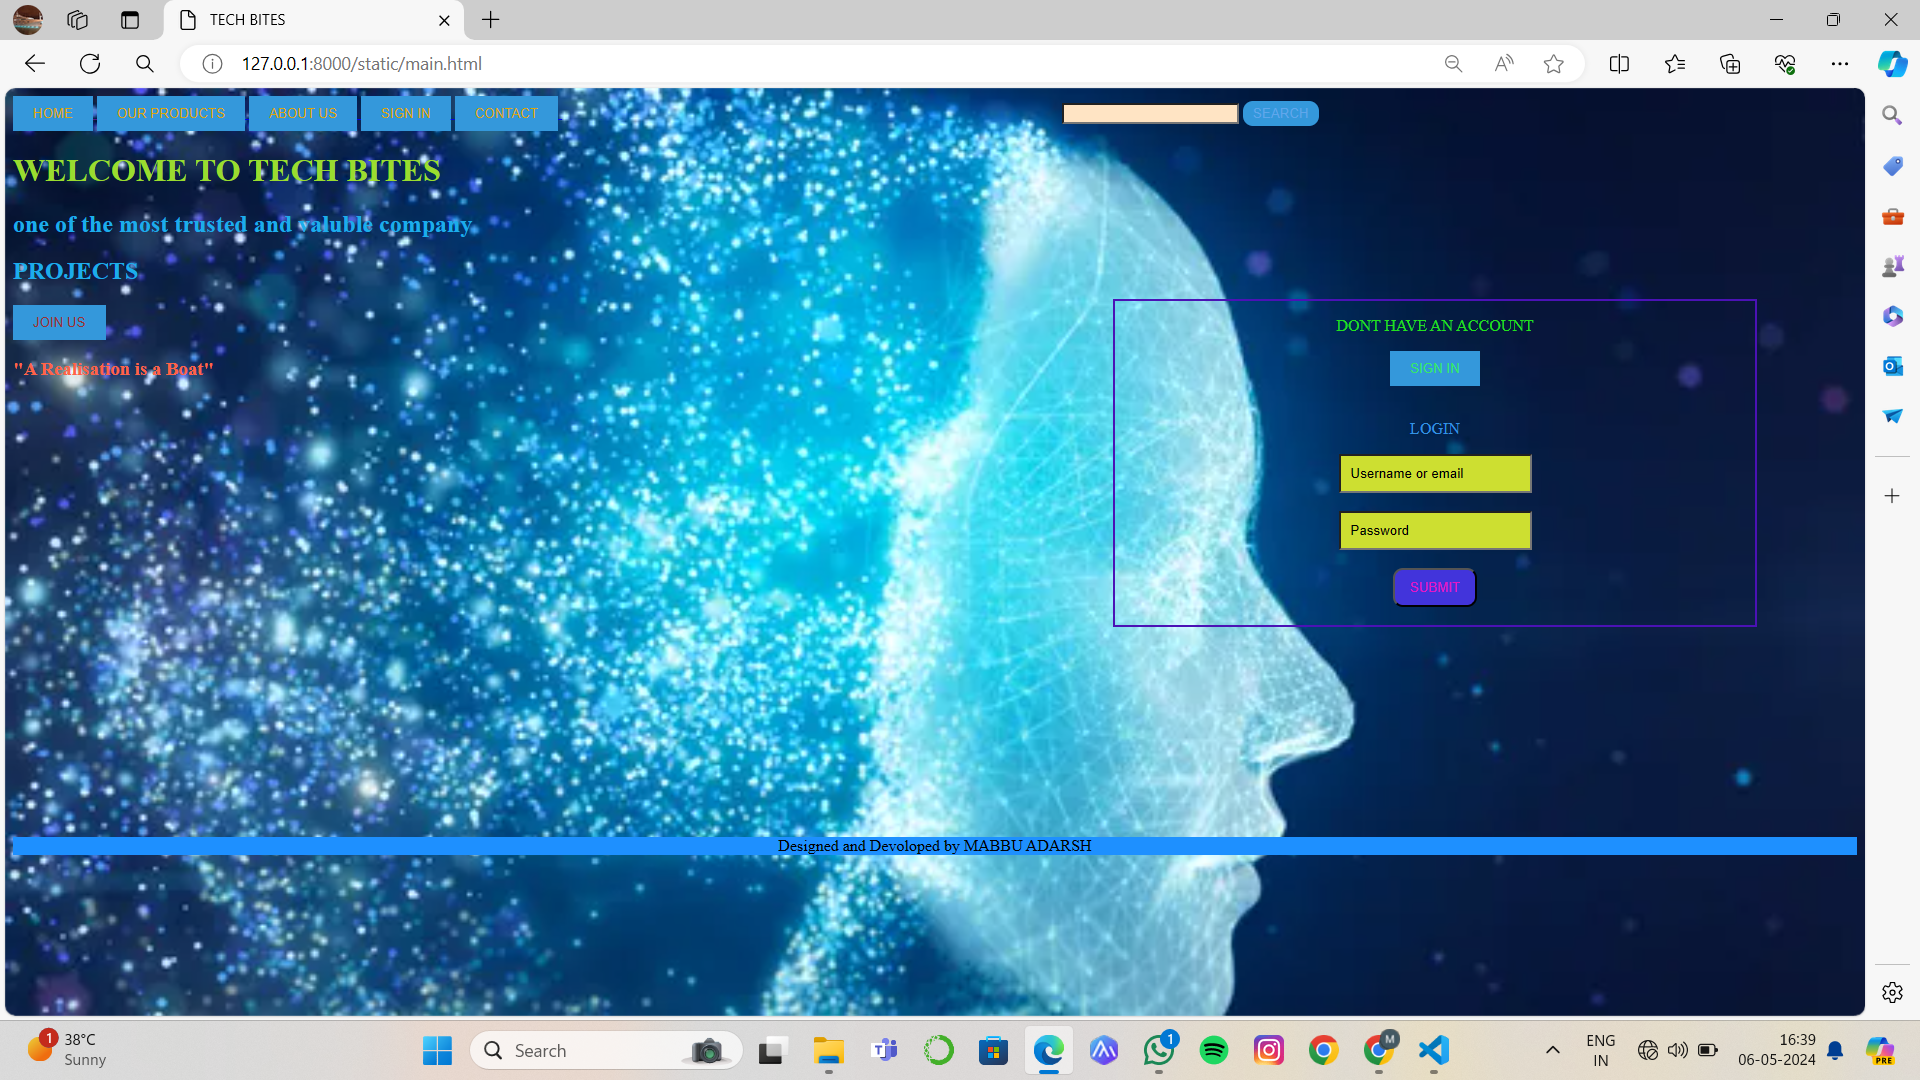 TECH BITES
127.0.0.1:8000/static/main.html
HOME
OUR PRODUCTS
ABOUT US
SIGN IN
CONTACT
SEARCH
WELCOME TO TECH BITES
one of the most trusted and valuble company
PROJECTS
JOIN US
"A Realisation is a Boat"
DONT HAVE AN ACCOUNT
SIGN IN
LOGIN
Username or email
Password
SUBMIT
Designed and Devoloped by MABBU ADARSH
1
38°C
Sunny
Search
1
M
ENG
IN
16:39
06-05-2024
PRE